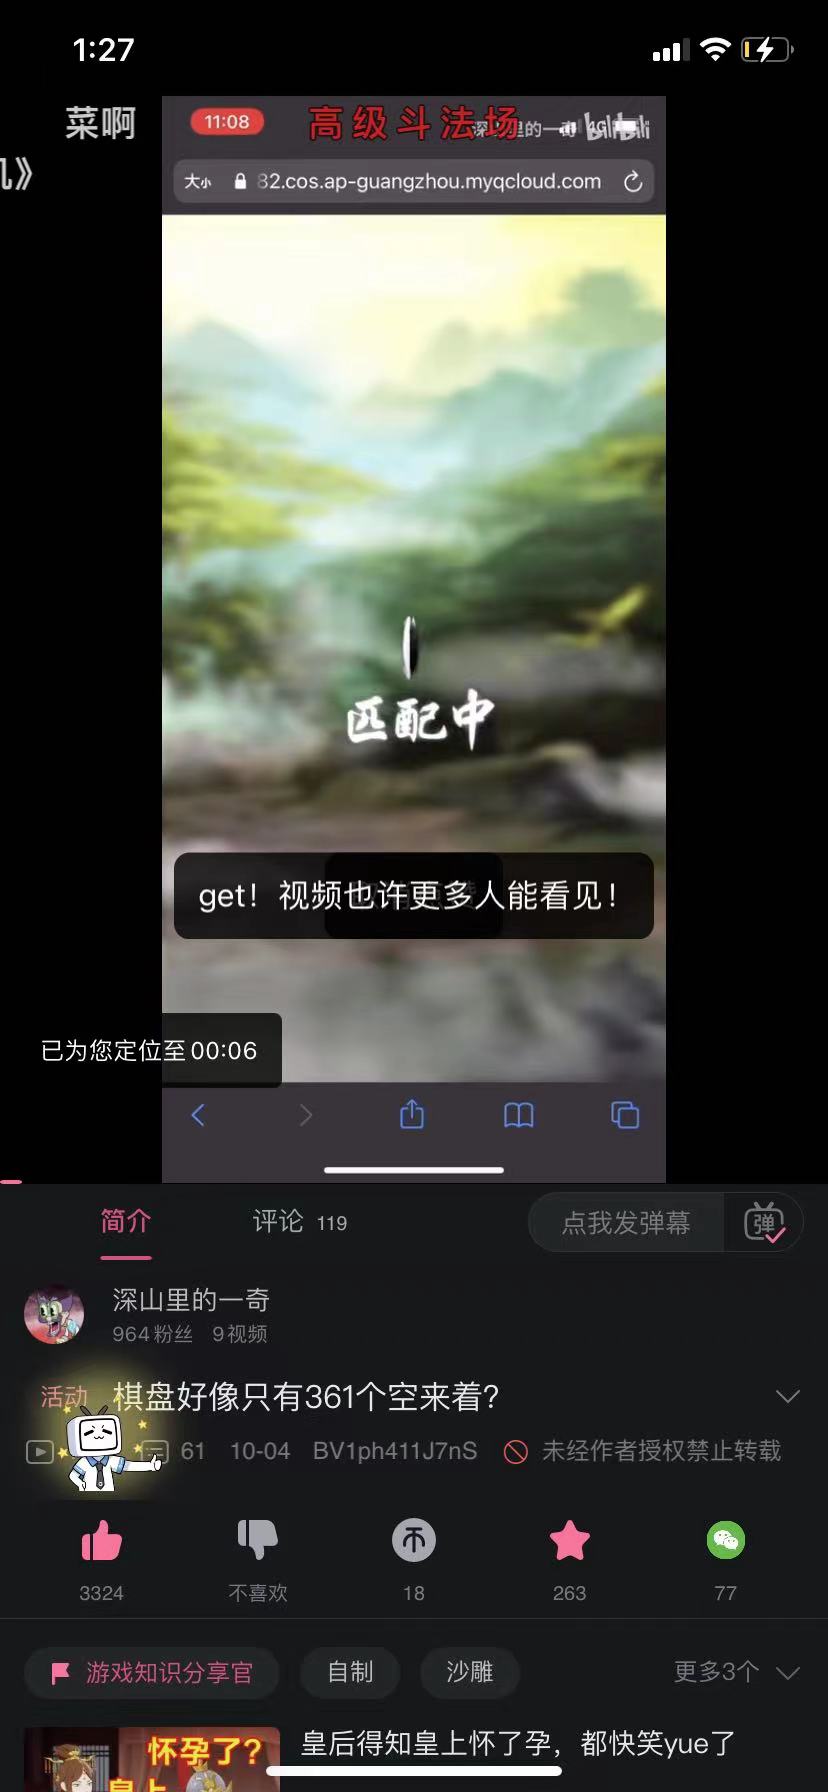 1:27
菜啊
11:08
高级斗法场
深山里的一奇
bilibili
》
大小
82.cos.ap-guangzhou.myqcloud.com
匹配中
get！视频也许更多人能看见！
已为您定位至00:06
简介
评论 119
点我发弹幕
弹
深山里的一奇
964粉丝 9视频
活动 棋盘好像只有361个空来着?
61 10-04 BV1ph411J7nS 未经作者授权禁止转载
3324 不喜欢 18 263 77
游戏知识分享官 自制 沙雕 更多3个
怀孕了?
皇上
皇后得知皇上怀了孕，都快笑yue了